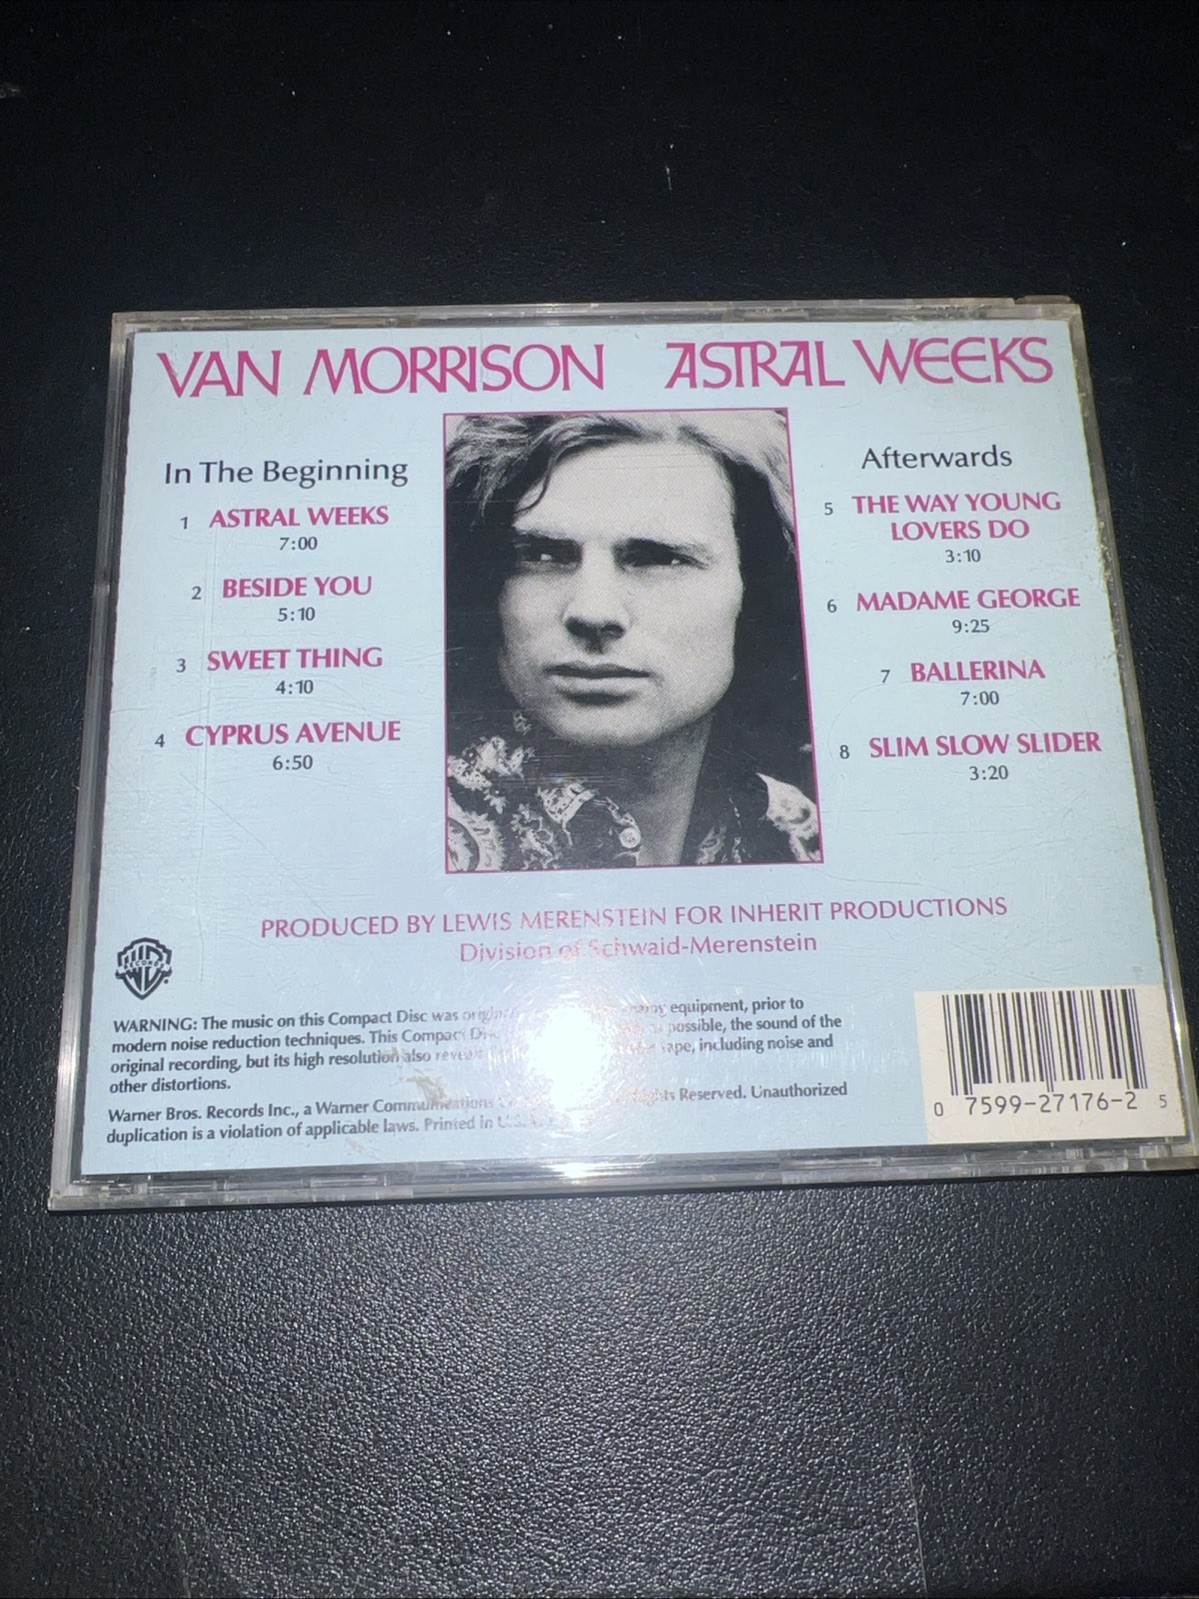 VAN MORRISON ASTRAL WEEKS
In The Beginning
1 ASTRAL WEEKS
7:00
2 BESIDE YOU
5:10
3 SWEET THING
4:10
4 CYPRUS AVENUE
6:50
Afterwards
5 THE WAY YOUNG
LOVERS DO
3:10
6 MADAME GEORGE
9:25
7 BALLERINA
7:00
8 SLIM SLOW SLIDER
3:20
PRODUCED BY LEWIS MERENSTEIN FOR INHERIT PRODUCTIONS
Division of Schwaid-Merenstein
RECORDS
WARNING: The music on this Compact Disc was equipment, prior to
modern noise reduction techniques. This Compact possible, the sound of the
original recording, but its high resolution also tape, including noise and
other distortions.
Warner Bros. Records Inc., a Warner Communications Rights Reserved. Unauthorized
duplication is a violation of applicable laws. Printed in U.S.A.
0 7599-27176-2 5